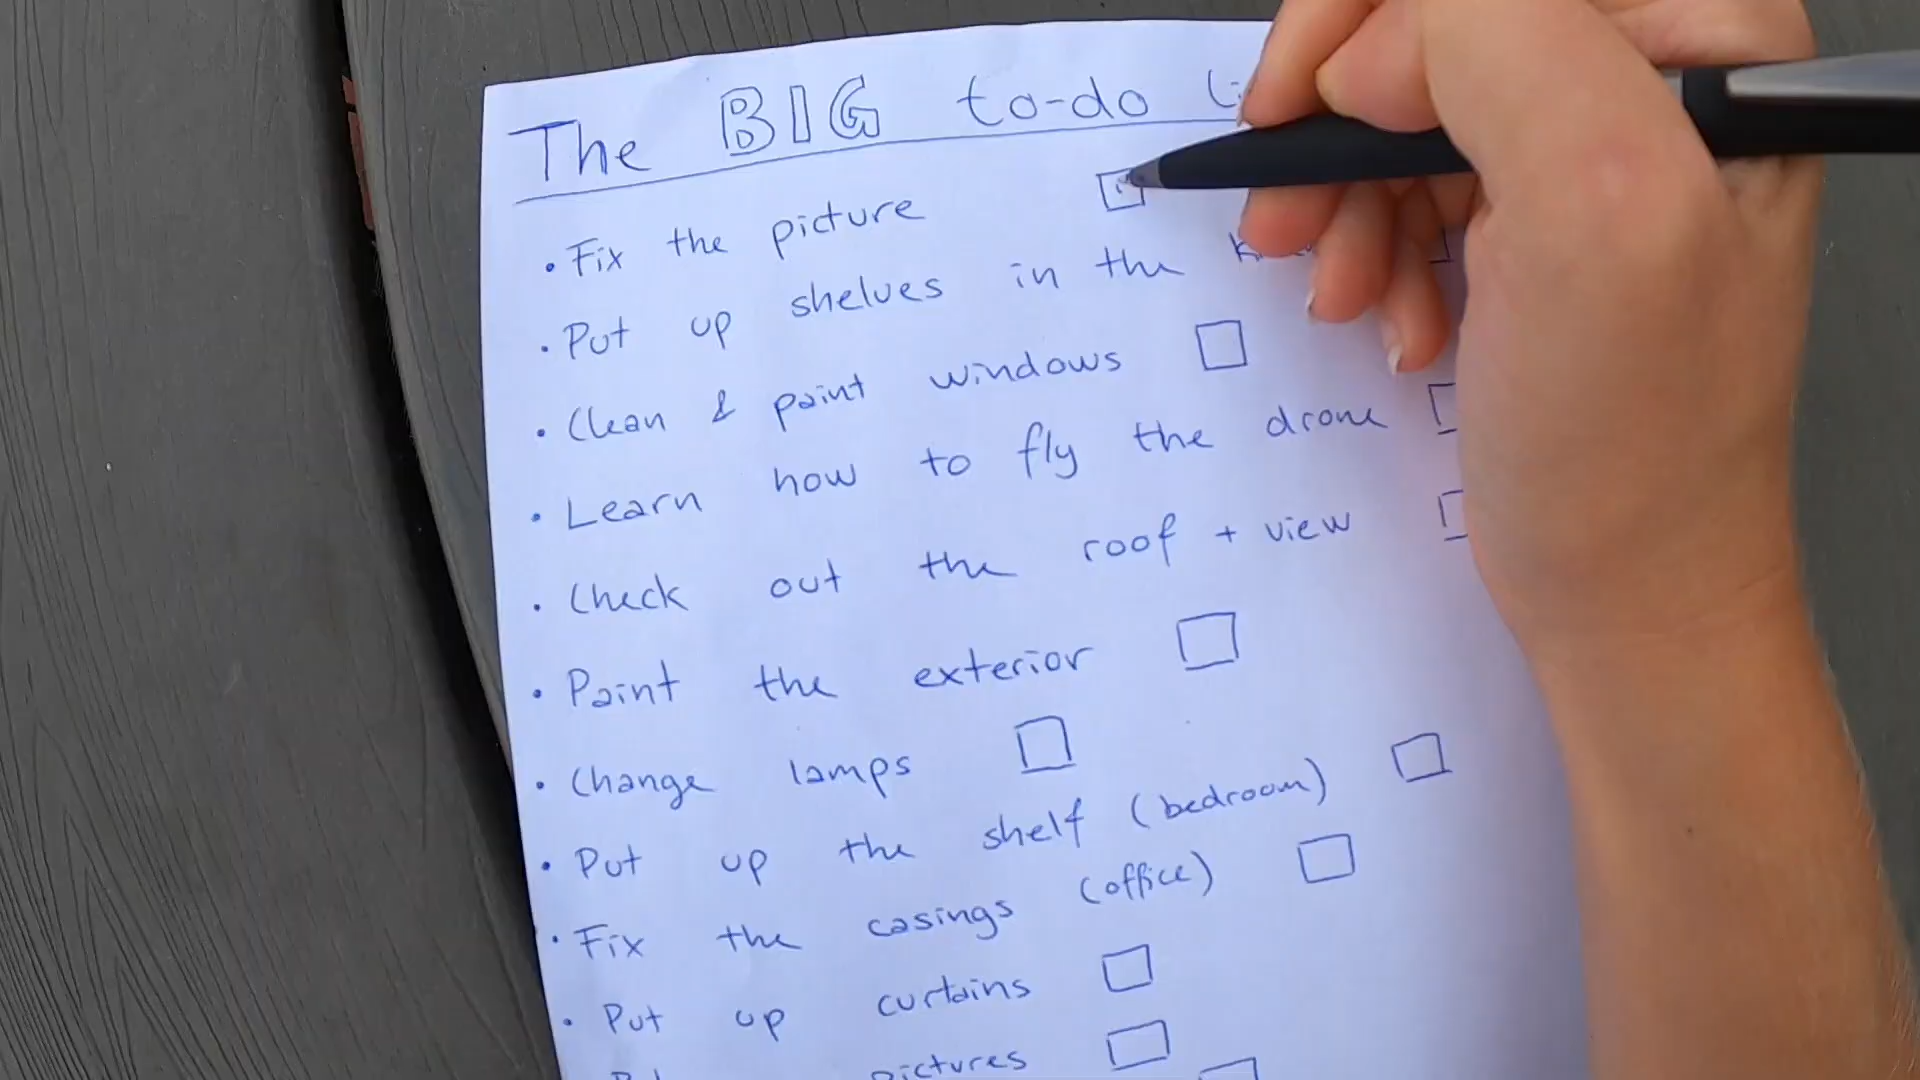 The BIG to-do
• Fix the picture
• Put up shelves in the
• Clean & paint windows
• Learn how to fly the drone
• Check out the roof + view
• Paint the exterior
• Change lamps
• Put up the shelf (bedroom)
• Fix the casings (office)
• Put up curtains
pictures